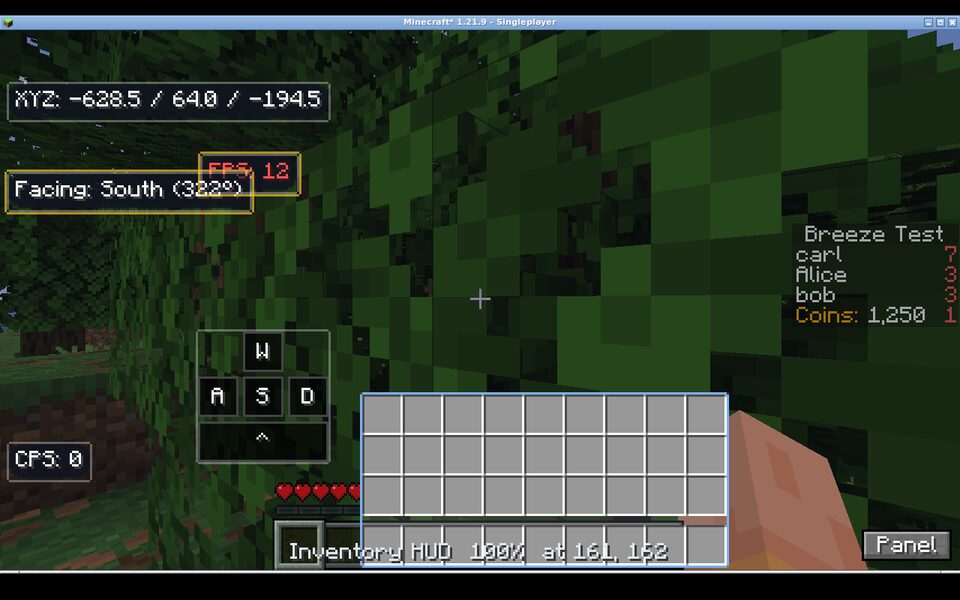 Minecraft* 1.21.9 - Singleplayer
XYZ: -628.5 / 64.0 / -194.5
FPS: 12
Facing: South (322°)
Breeze Test
carl 7
Alice 3
bob 3
Coins: 1,250 1
W
A S D
^
CPS: 0
Inventory HUD 100% at 161, 162
Panel